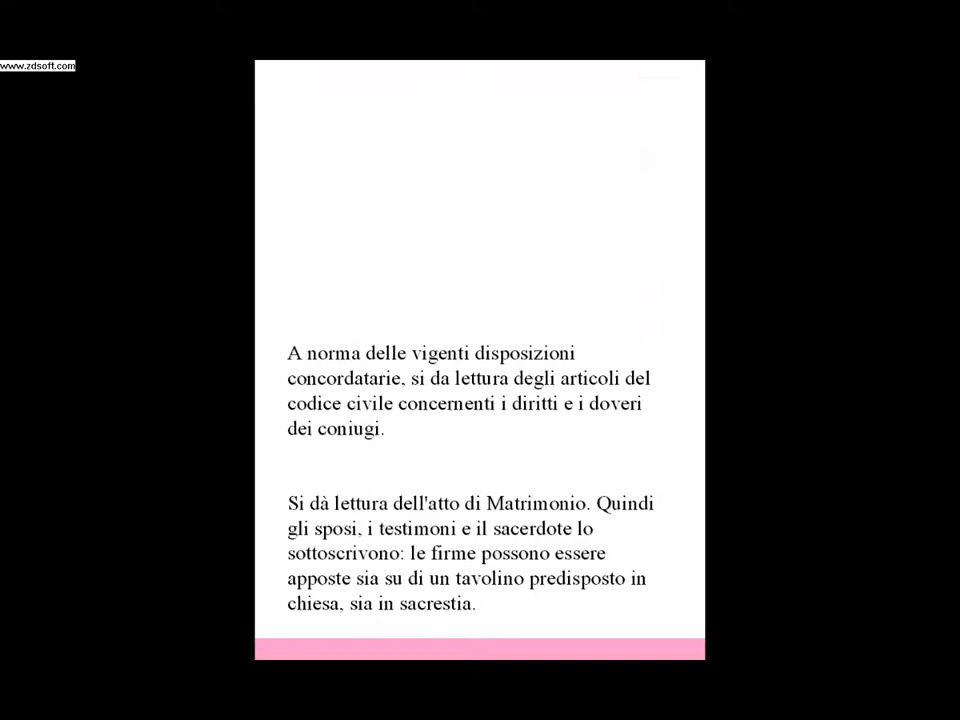 www.zdsoft.com
A norma delle vigenti disposizioni
concordatarie, si da lettura degli articoli del
codice civile concernenti i diritti e i doveri
dei coniugi.
Si dà lettura dell'atto di Matrimonio. Quindi
gli sposi, i testimoni e il sacerdote lo
sottoscrivono: le firme possono essere
apposte sia su di un tavolino predisposto in
chiesa, sia in sacrestia.